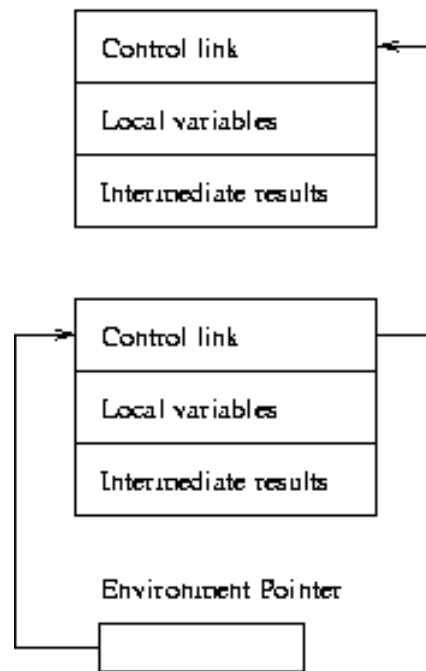 Control link
Local variables
Intermediate results
Control link
Local variables
Intermediate results
Environment Pointer